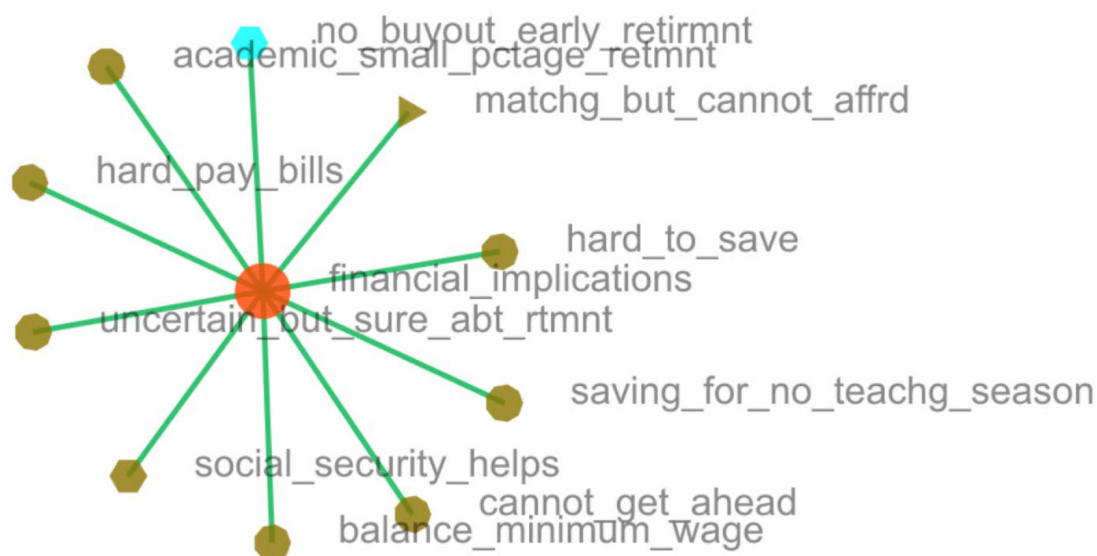 no_buyout_early_retirmnt
academic_small_pctage_retmnt
matchg_but_cannot_affrd
hard_pay_bills
hard_to_save
financial_implications
uncertain_but_sure_abt_rtmnt
saving_for_no_teachg_season
social_security_helps
cannot_get_ahead
balance_minimum_wage